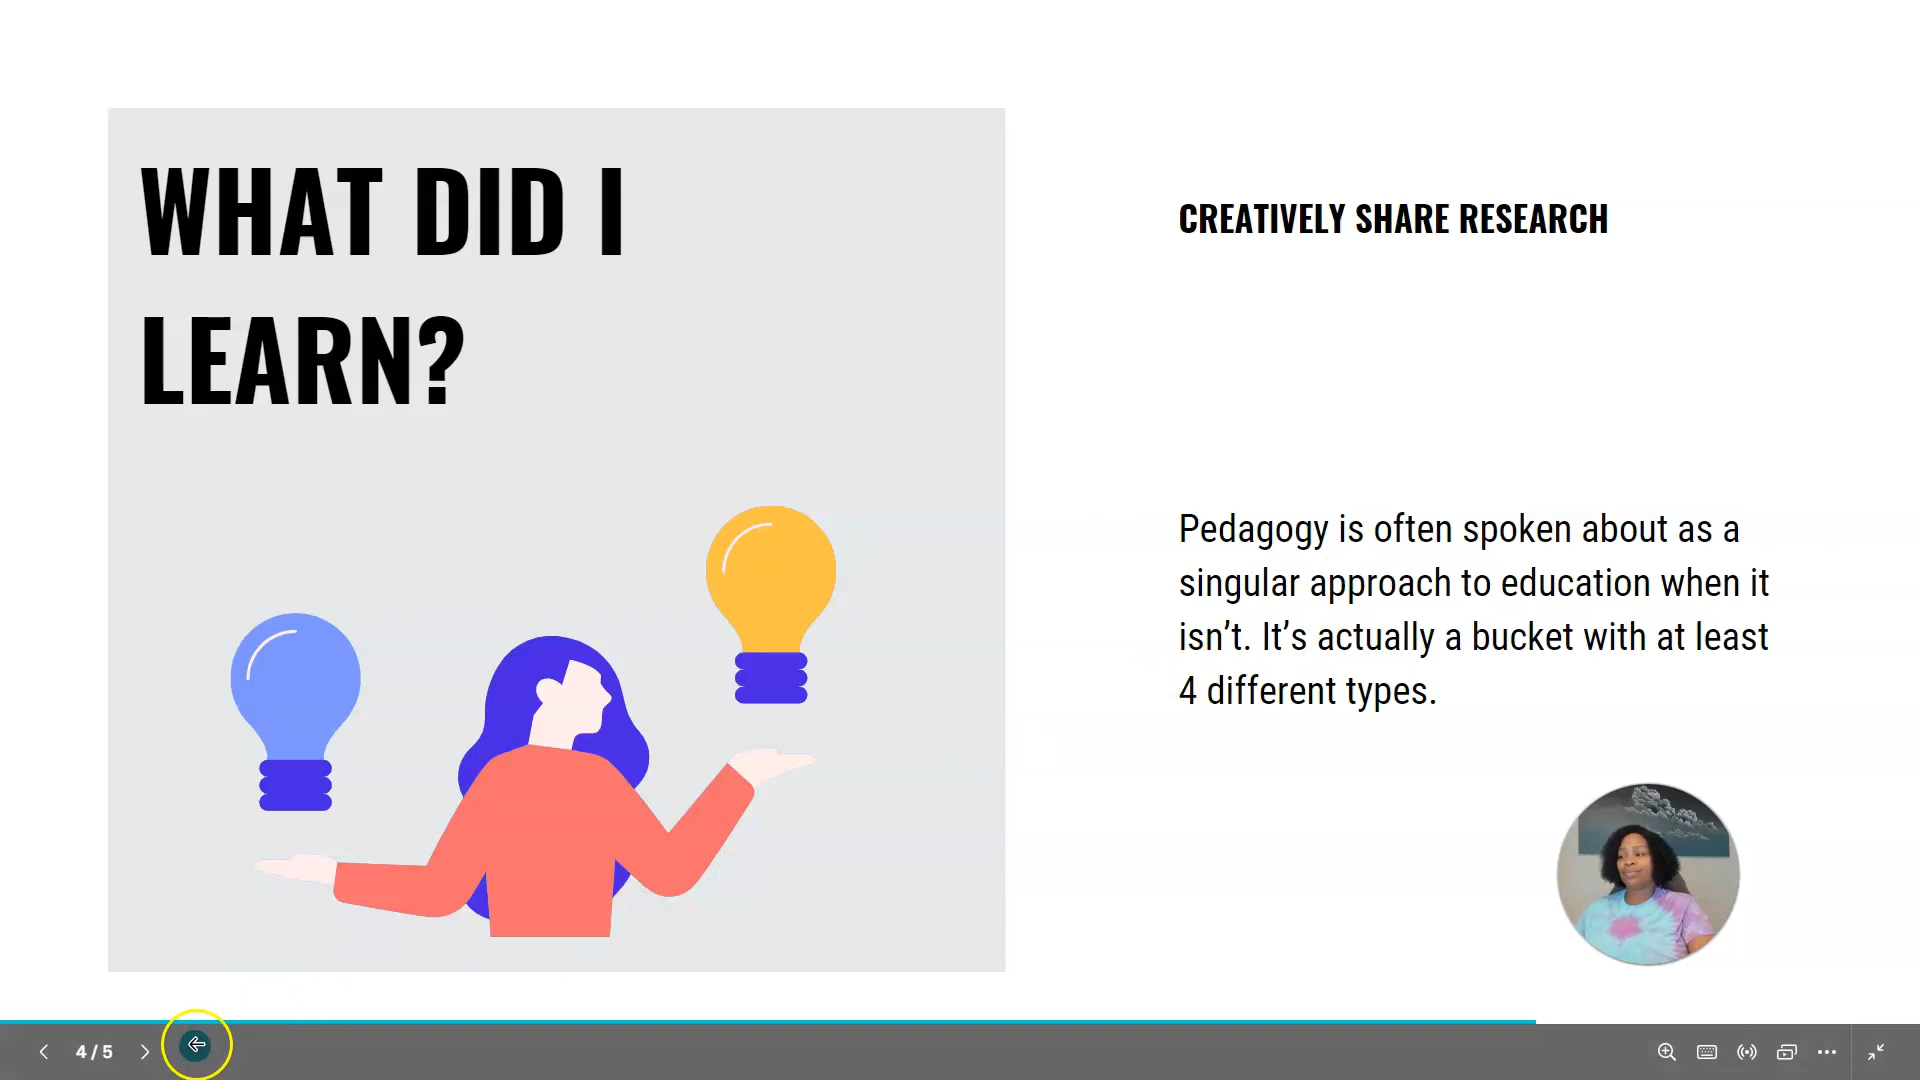 WHAT DID I
LEARN?
CREATIVELY SHARE RESEARCH
Pedagogy is often spoken about as a
singular approach to education when it
isn’t. It’s actually a bucket with at least
4 different types.
4 / 5